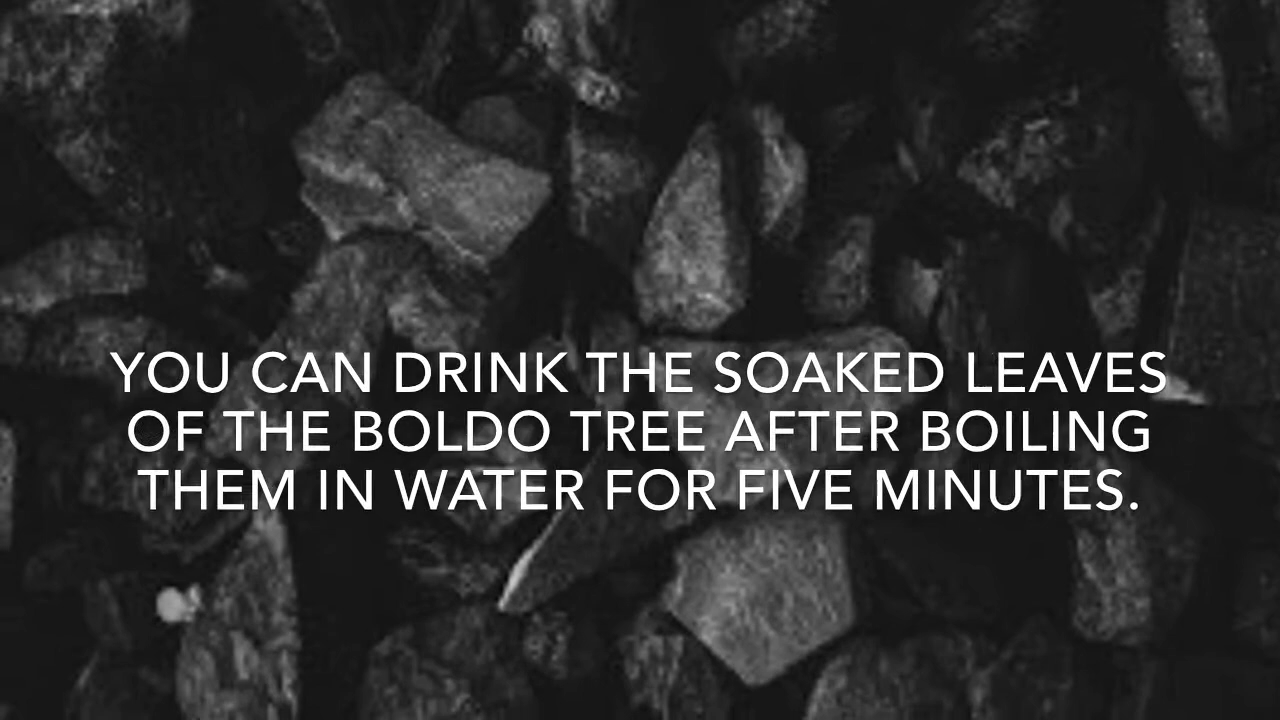 YOU CAN DRINK THE SOAKED LEAVES
OF THE BOLDO TREE AFTER BOILING
THEM IN WATER FOR FIVE MINUTES.